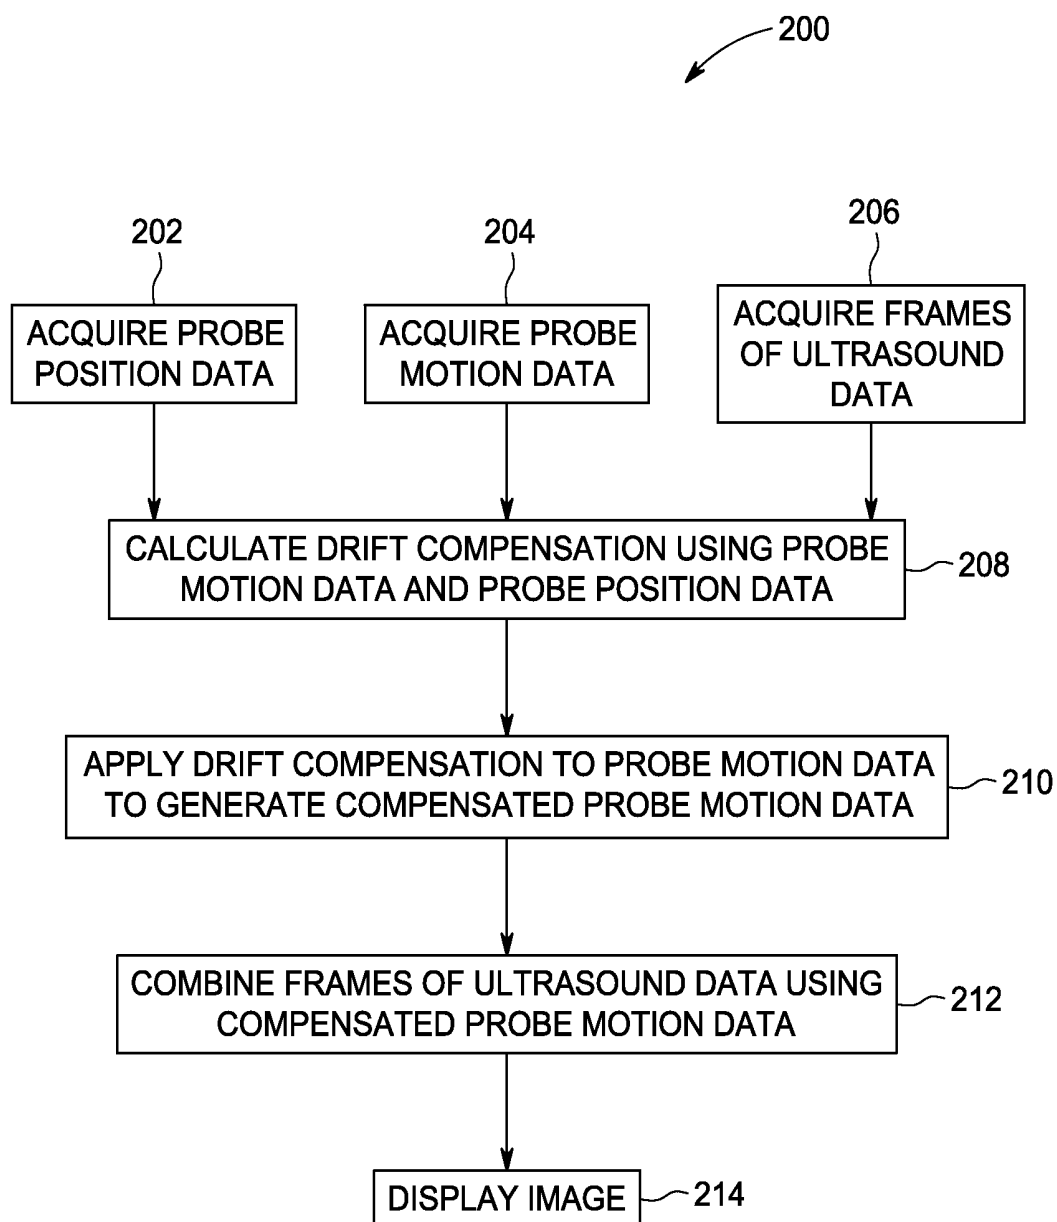 200
202
204
206
ACQUIRE PROBE
POSITION DATA
ACQUIRE PROBE
MOTION DATA
ACQUIRE FRAMES
OF ULTRASOUND
DATA
CALCULATE DRIFT COMPENSATION USING PROBE
MOTION DATA AND PROBE POSITION DATA
208
APPLY DRIFT COMPENSATION TO PROBE MOTION DATA
TO GENERATE COMPENSATED PROBE MOTION DATA
210
COMBINE FRAMES OF ULTRASOUND DATA USING
COMPENSATED PROBE MOTION DATA
212
DISPLAY IMAGE
214